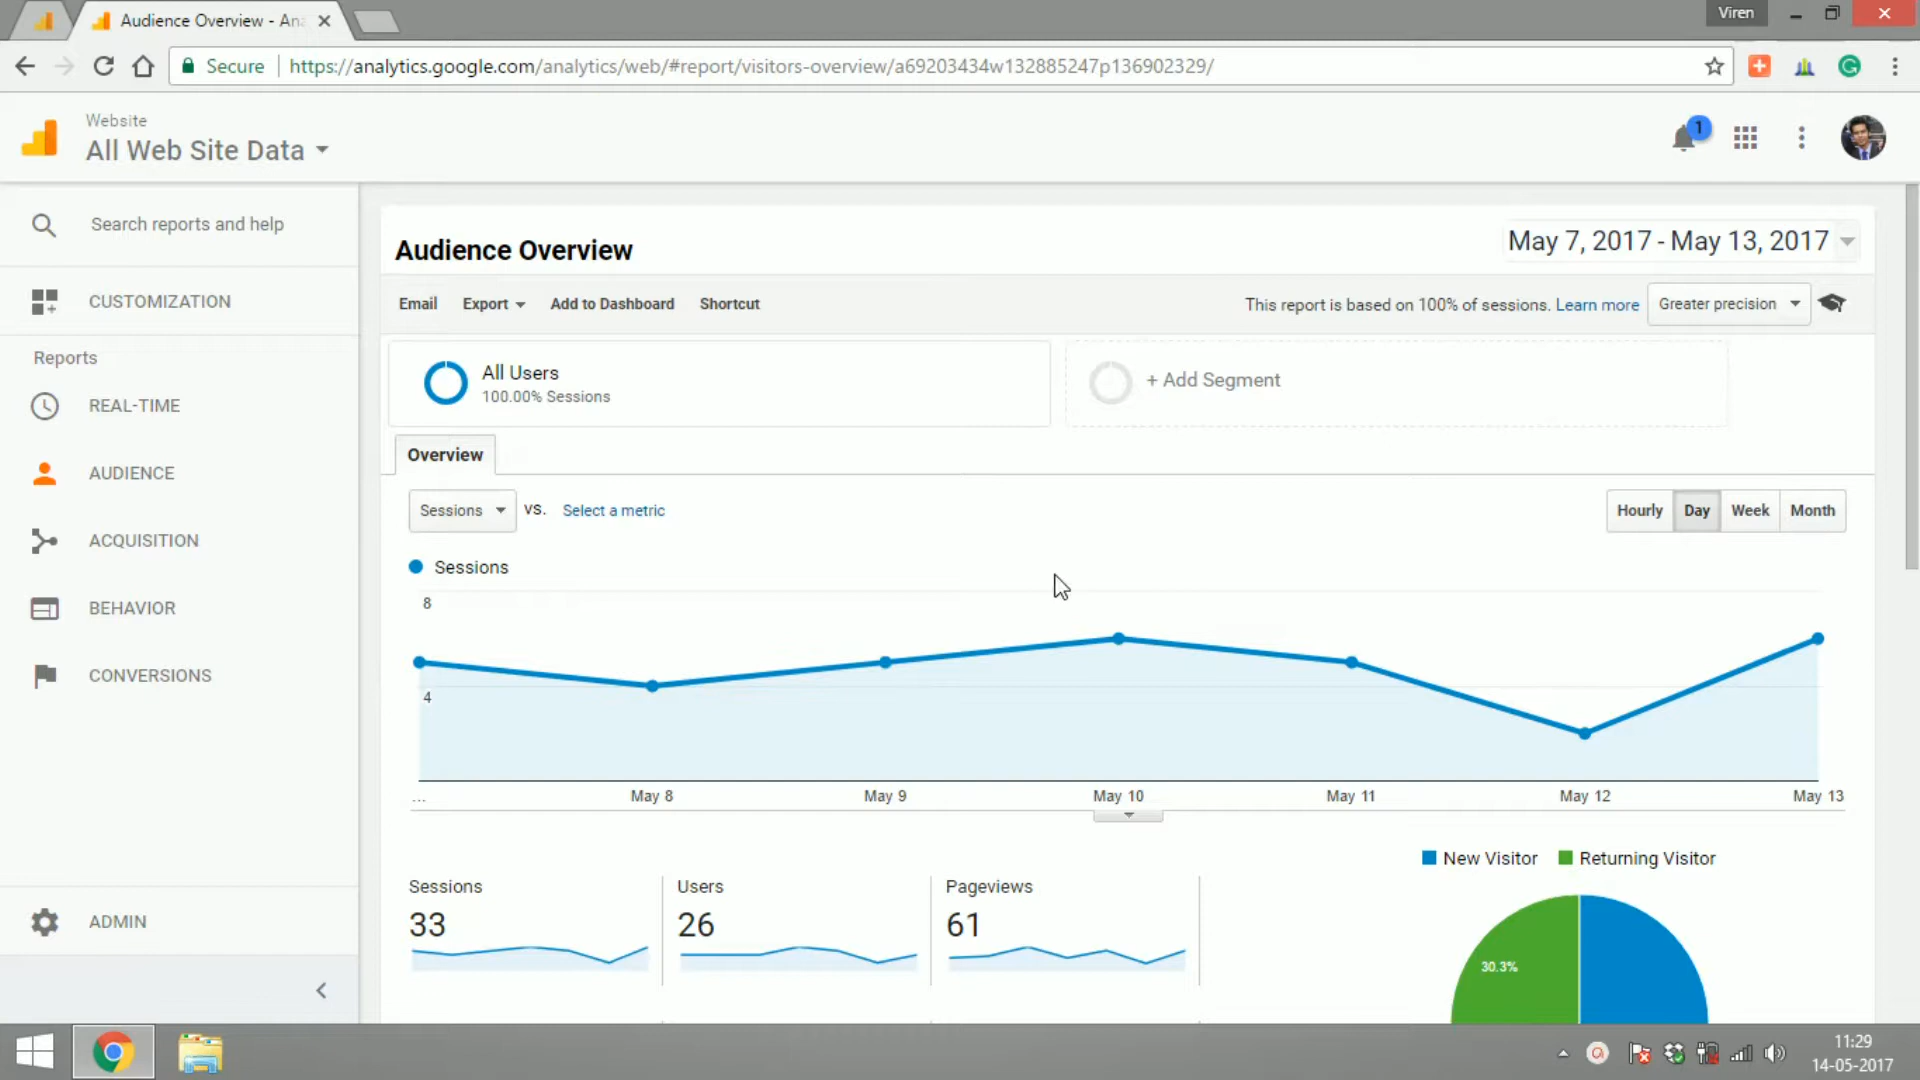 Audience Overview - Ana
Viren
Secure
https://analytics.google.com/analytics/web/#report/visitors-overview/a69203434w132885247p136902329/
Website
All Web Site Data
1
Search reports and help
CUSTOMIZATION
Reports
REAL-TIME
AUDIENCE
ACQUISITION
BEHAVIOR
CONVERSIONS
ADMIN
Audience Overview
May 7, 2017 - May 13, 2017
Email Export Add to Dashboard Shortcut
This report is based on 100% of sessions. Learn more
Greater precision
All Users
100.00% Sessions
+ Add Segment
Overview
Sessions VS. Select a metric
Hourly Day Week Month
Sessions
8
4
... May 8 May 9 May 10 May 11 May 12 May 13
New Visitor Returning Visitor
Sessions
33
Users
26
Pageviews
61
30.3%
11:29
14-05-2017